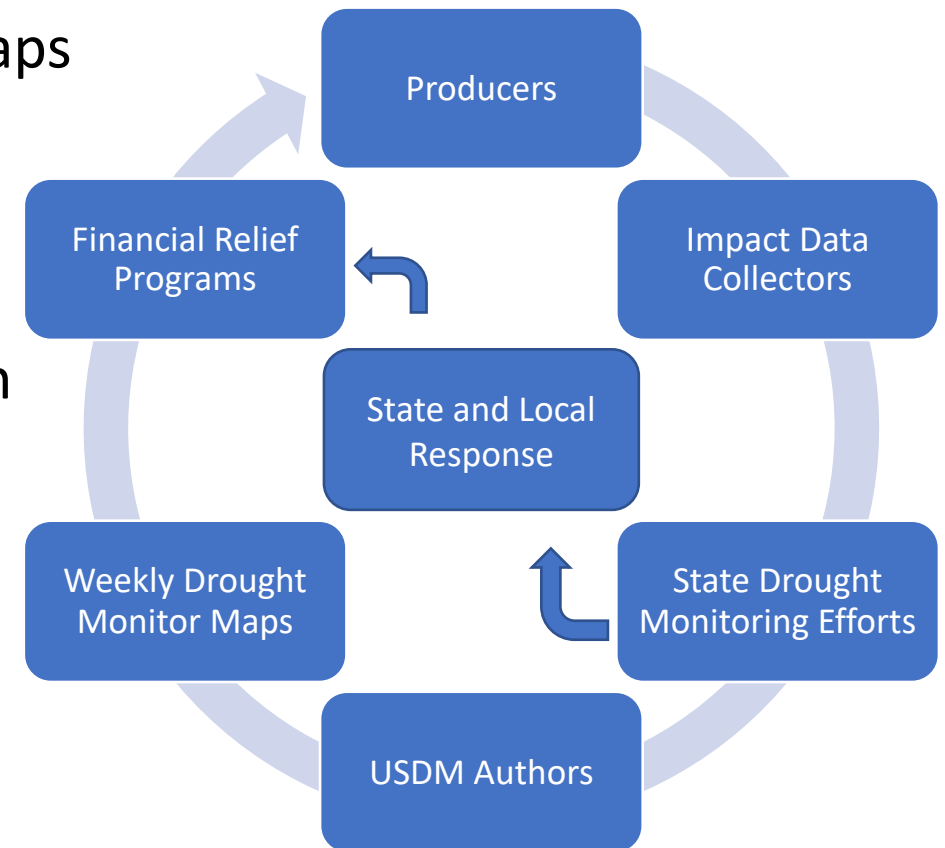 aps
Producers
Financial Relief
Programs
Impact Data
Collectors
n
State and Local
Response
Weekly Drought
Monitor Maps
State Drought
Monitoring Efforts
USDM Authors